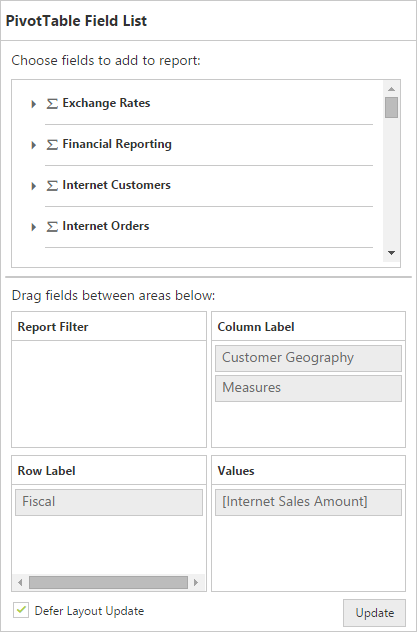 PivotTable Field List
Choose fields to add to report:
Σ Exchange Rates
Σ Financial Reporting
Σ Internet Customers
Σ Internet Orders
Drag fields between areas below:
Report Filter
Column Label
Customer Geography
Measures
Row Label
Fiscal
Values
[Internet Sales Amount]
Defer Layout Update
Update